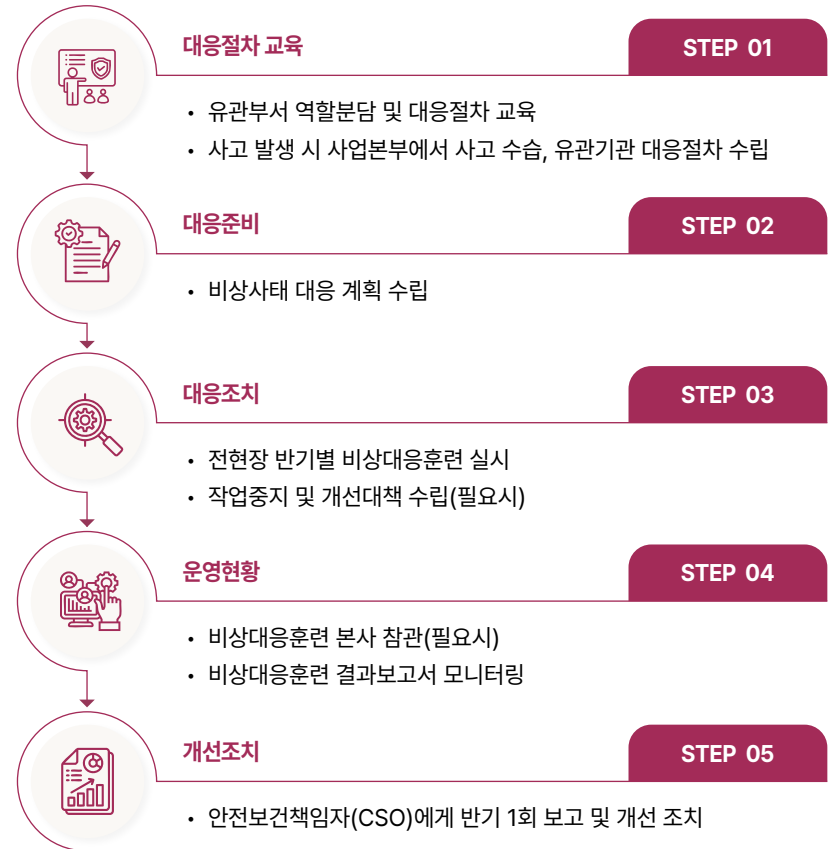 대응절차 교육
STEP 01
• 유관부서 역할분담 및 대응절차 교육
• 사고 발생 시 사업본부에서 사고 수습, 유관기관 대응절차 수립
대응준비
STEP 02
• 비상사태 대응 계획 수립
대응조치
STEP 03
• 전현장 반기별 비상대응훈련 실시
• 작업중지 및 개선대책 수립(필요시)
운영현황
STEP 04
• 비상대응훈련 본사 참관(필요시)
• 비상대응훈련 결과보고서 모니터링
개선조치
STEP 05
• 안전보건책임자(CSO)에게 반기 1회 보고 및 개선 조치